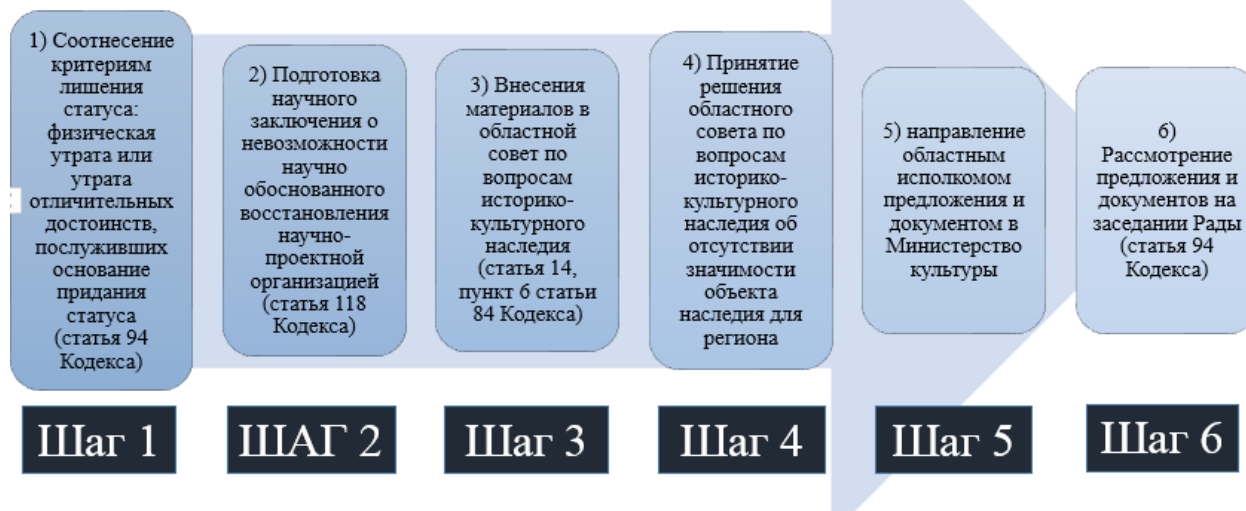 1) Соотнесение
критериям
лишения
статуса:
физическая
утрата или
утрата
отличительных
достоинств,
послуживших
основание
придания
статуса
(статья 94
Кодекса)
2) Подготовка
научного
заключения о
невозможности
научно
обоснованного
восстановления
научно-
проектной
организацией
(статья 118
Кодекса)
3) Внесения
материалов в
областной
совет по
вопросам
историко-
культурного
наследия
(статья 14,
пункт 6 статьи
84 Кодекса)
4) Принятие
решения
областного
совета по
вопросам
историко-
культурного
наследия об
отсутствии
значимости
объекта
наследия для
региона
5) направление
областным
исполкомом
предложения и
документом в
Министерство
культуры
6)
Рассмотрение
предложения и
документов на
заседании Рады
(статья 94
Кодекса)
Шаг 1
ШАГ 2
Шаг 3
Шаг 4
Шаг 5
Шаг 6